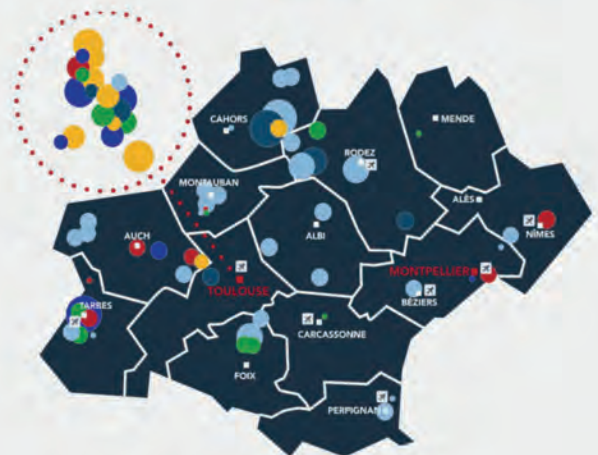 CAHORS
MENDE
RODEZ
MONTAUBAN
ALÈS
NÎMES
AUCH
ALBI
MONTPELLIER
TOULOUSE
BÉZIERS
TARBES
CARCASSONNE
FOIX
PERPIGNAN